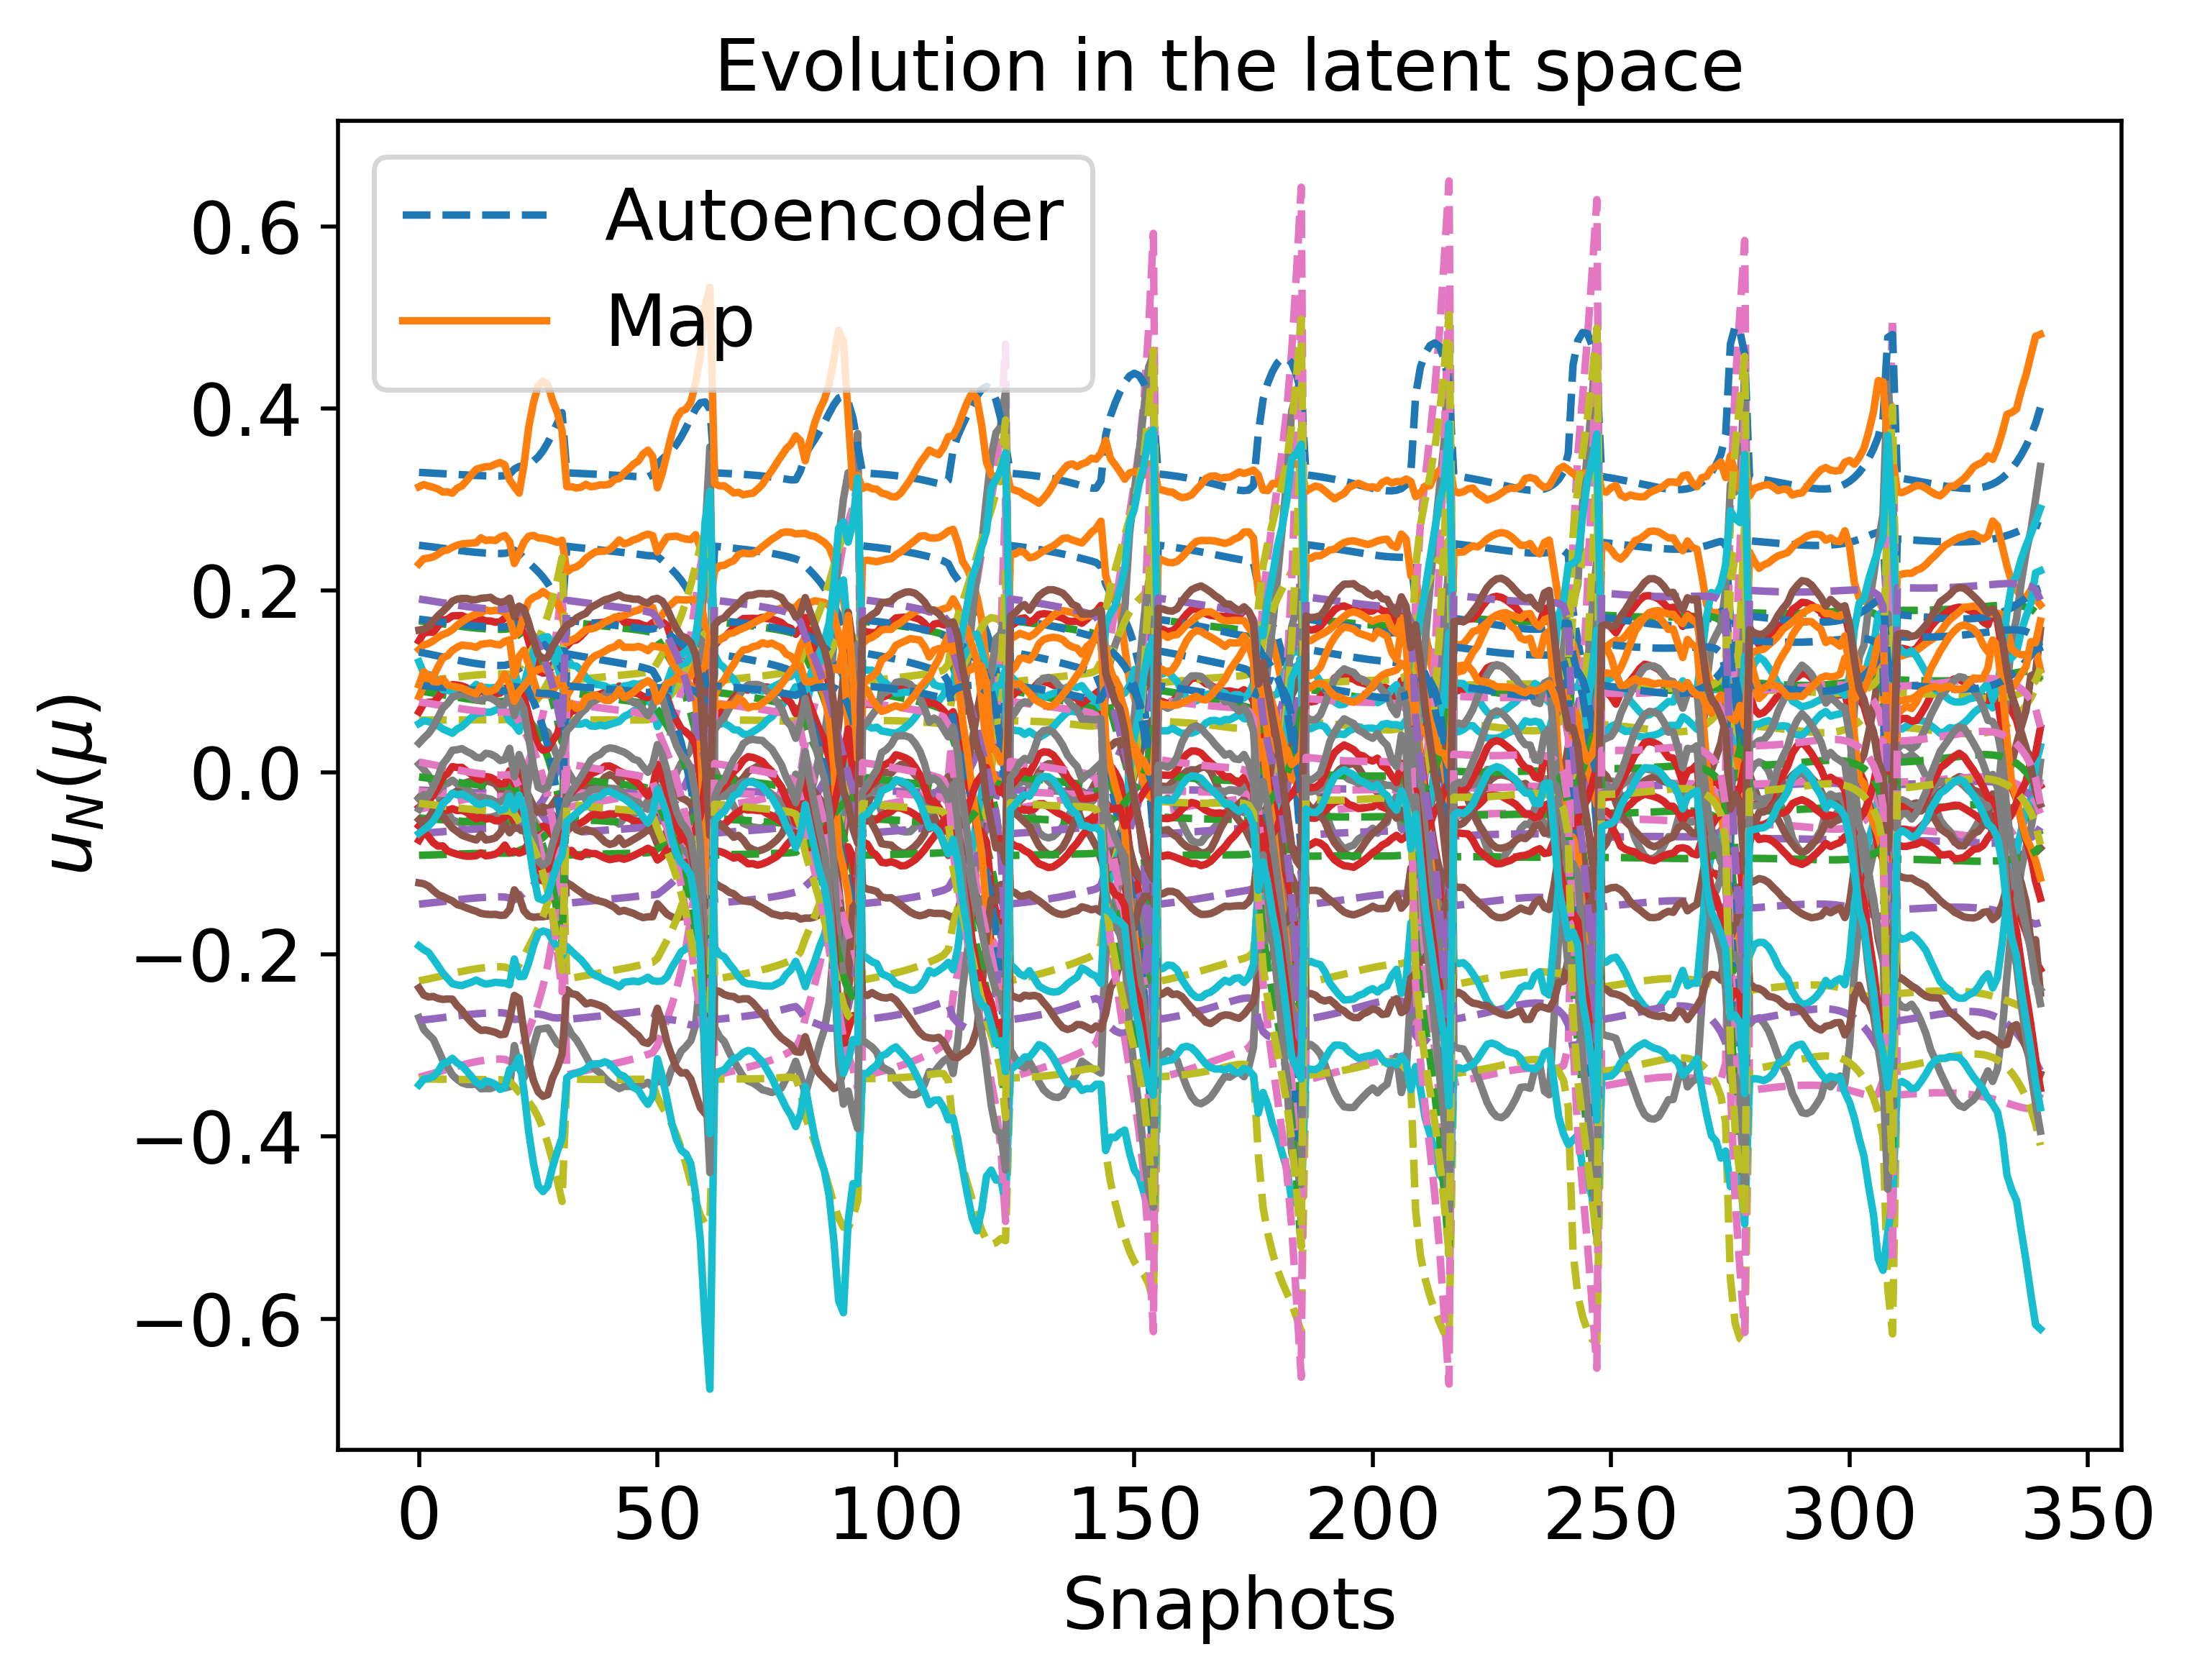 Evolution in the latent space
Autoencoder
Map
0.6
0.4
0.2
0.0
−0.2
−0.4
−0.6
u_N(μ)
0 50 100 150 200 250 300 350
Snaphots